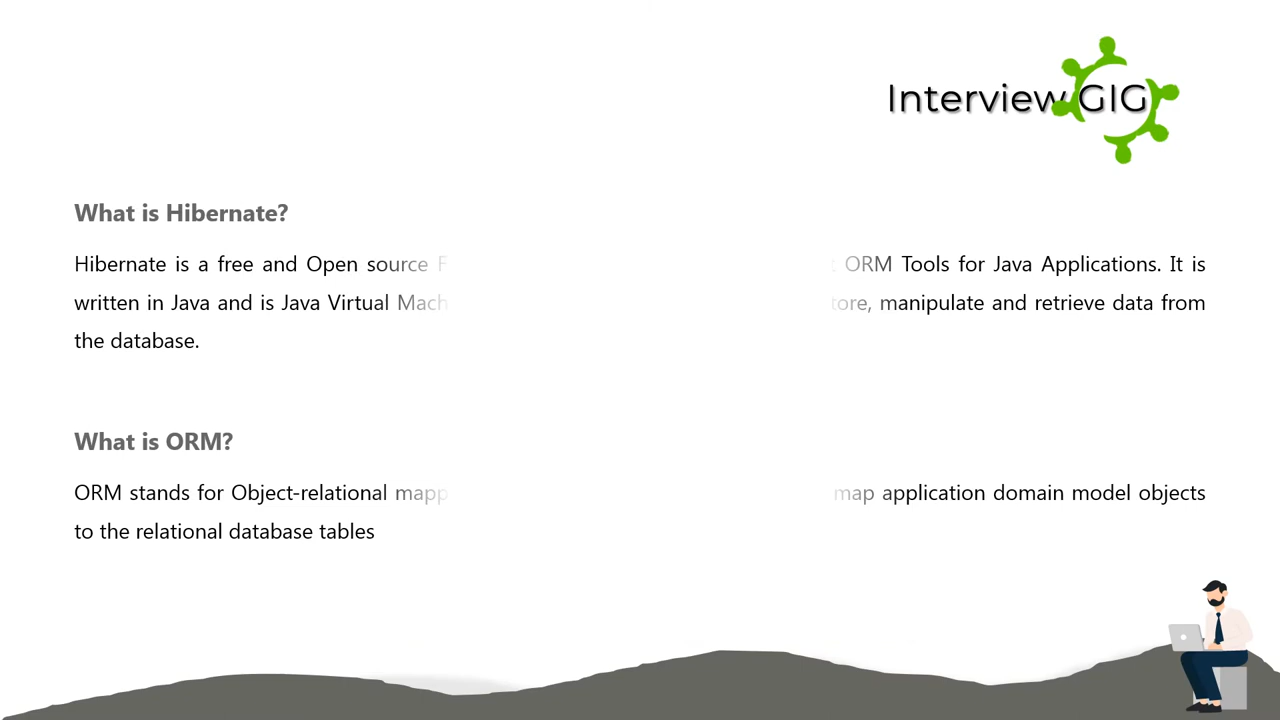 Interview GIG
What is Hibernate?
Hibernate is a free and Open source ORM Tools for Java Applications. It is
written in Java and is Java Virtual manipulate and retrieve data from
the database.
What is ORM?
ORM stands for Object-relational map application domain model objects
to the relational database tables